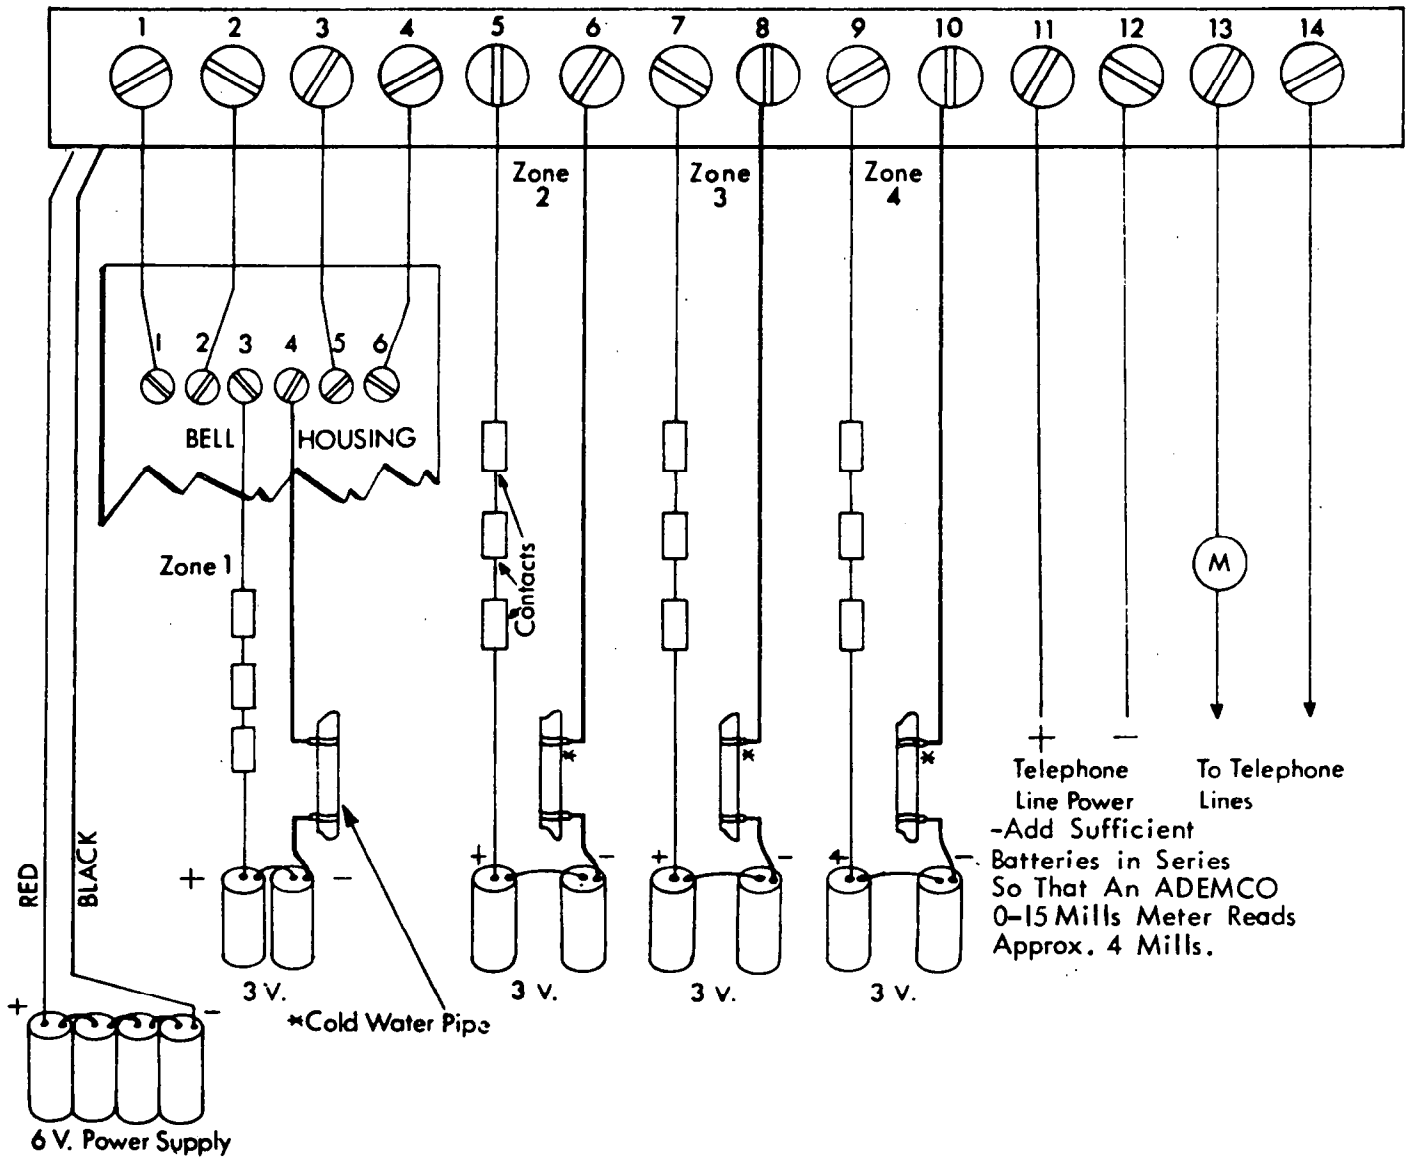 1 2 3 4 5 6 7 8 9 10 11 12 13 14
Zone 2
Zone 3
Zone 4
1 2 3 4 5 6
BELL HOUSING
Zone 1
Contacts
M
RED
BLACK
+ -
3 V.
+ -
3 V.
+ -
3 V.
+ -
3 V.
*
*
*
*Cold Water Pipe
+ -
6 V. Power Supply
+ -
Telephone
Line Power
-Add Sufficient
Batteries in Series
So That An ADEMCO
0-15 Mills Meter Reads
Approx. 4 Mills.
To Telephone
Lines